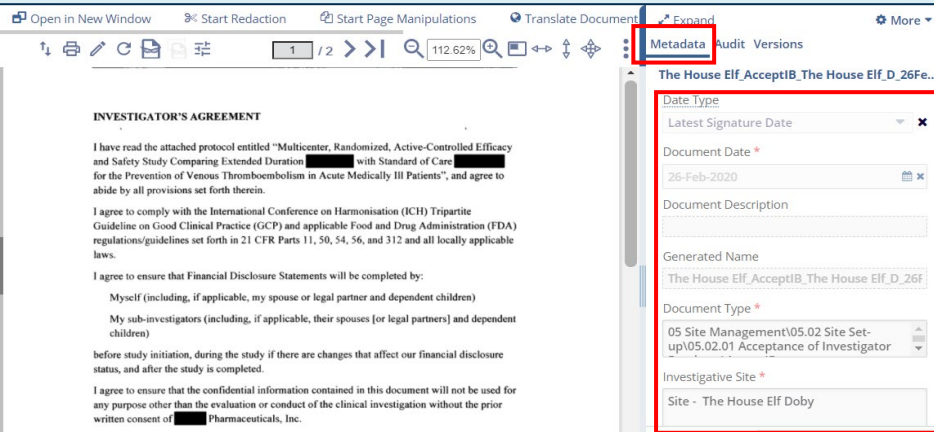 Open in New Window Start Redaction Start Page Manipulations Translate Document Expand More
1 / 2 112.62%
Metadata Audit Versions
The House Elf_AcceptIB_The House Elf_D_26Fe...
Date Type
Latest Signature Date
Document Date *
26-Feb-2020
Document Description
Generated Name
The House Elf_AcceptIB_The House Elf_D_26F
Document Type *
05 Site Management\05.02 Site Set-
up\05.02.01 Acceptance of Investigator
Investigative Site *
Site - The House Elf Doby
INVESTIGATOR'S AGREEMENT
I have read the attached protocol entitled “Multicenter, Randomized, Active-Controlled Efficacy
and Safety Study Comparing Extended Duration with Standard of Care
for the Prevention of Venous Thromboembolism in Acute Medically Ill Patients”, and agree to
abide by all provisions set forth therein.
I agree to comply with the International Conference on Harmonisation (ICH) Tripartite
Guideline on Good Clinical Practice (GCP) and applicable Food and Drug Administration (FDA)
regulations/guidelines set forth in 21 CFR Parts 11, 50, 54, 56, and 312 and all locally applicable
laws.
I agree to ensure that Financial Disclosure Statements will be completed by:
Myself (including, if applicable, my spouse or legal partner and dependent children)
My sub-investigators (including, if applicable, their spouses [or legal partners] and dependent
children)
before study initiation, during the study if there are changes that affect our financial disclosure
status, and after the study is completed.
I agree to ensure that the confidential information contained in this document will not be used for
any purpose other than the evaluation or conduct of the clinical investigation without the prior
written consent of Pharmaceuticals, Inc.